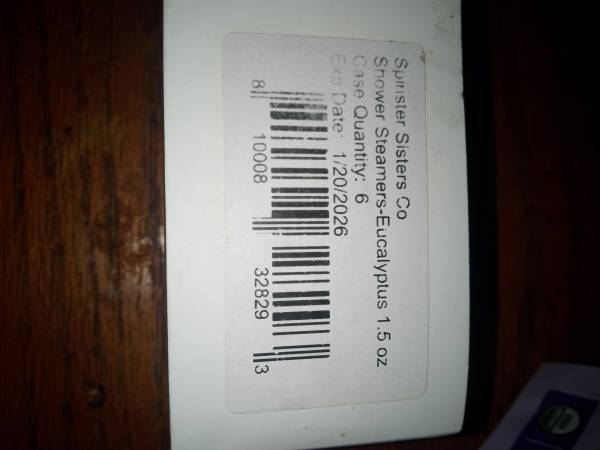 Spinster Sisters Co
Shower Steamers-Eucalyptus 1.5 oz
Case Quantity: 6
Exp Date: 1/20/2026
8 10008 32829 3